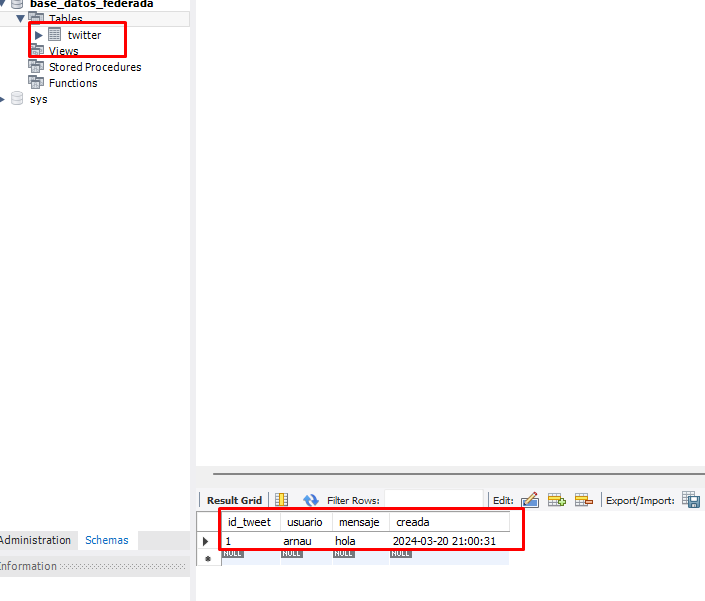 base_datos_federada
Tables
twitter
Views
Stored Procedures
Functions
sys
Result Grid Filter Rows: Edit: Export/Import:
id_tweet usuario mensaje creada
1 arnau hola 2024-03-20 21:00:31
NULL NULL NULL NULL
Administration Schemas
Information